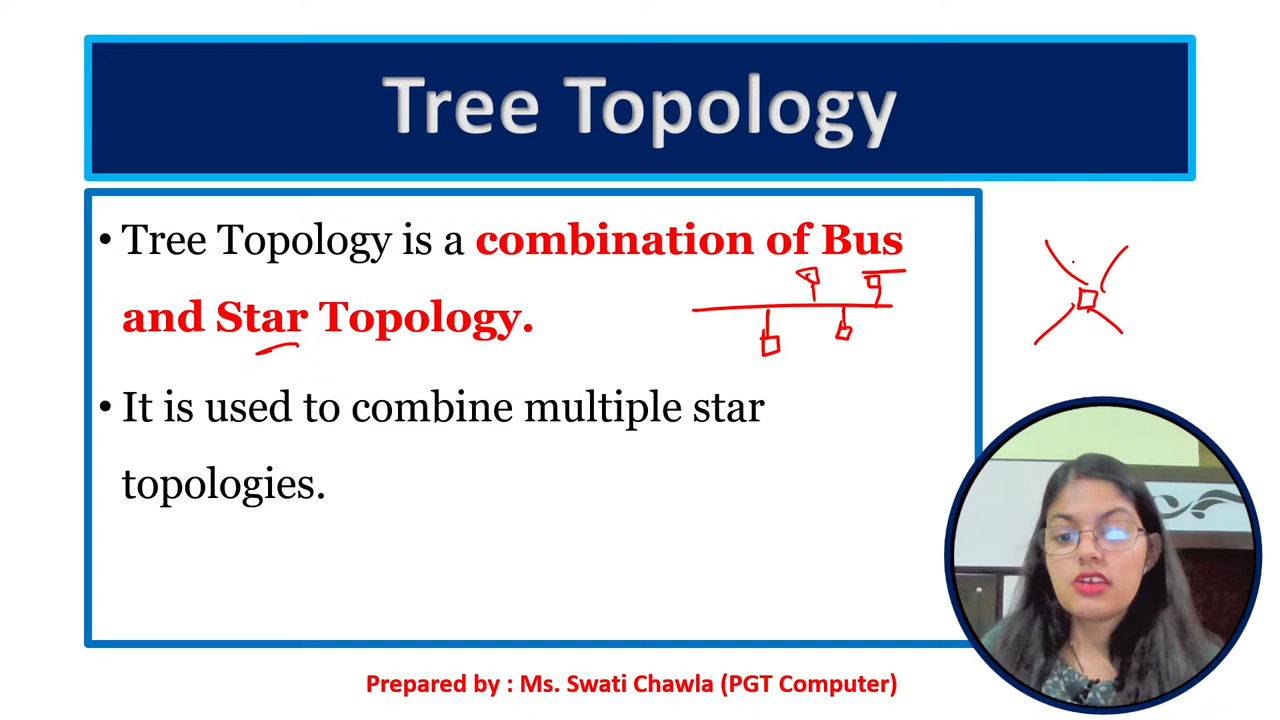 Tree Topology
• Tree Topology is a combination of Bus
and Star Topology.
• It is used to combine multiple star
topologies.
Prepared by : Ms. Swati Chawla (PGT Computer)